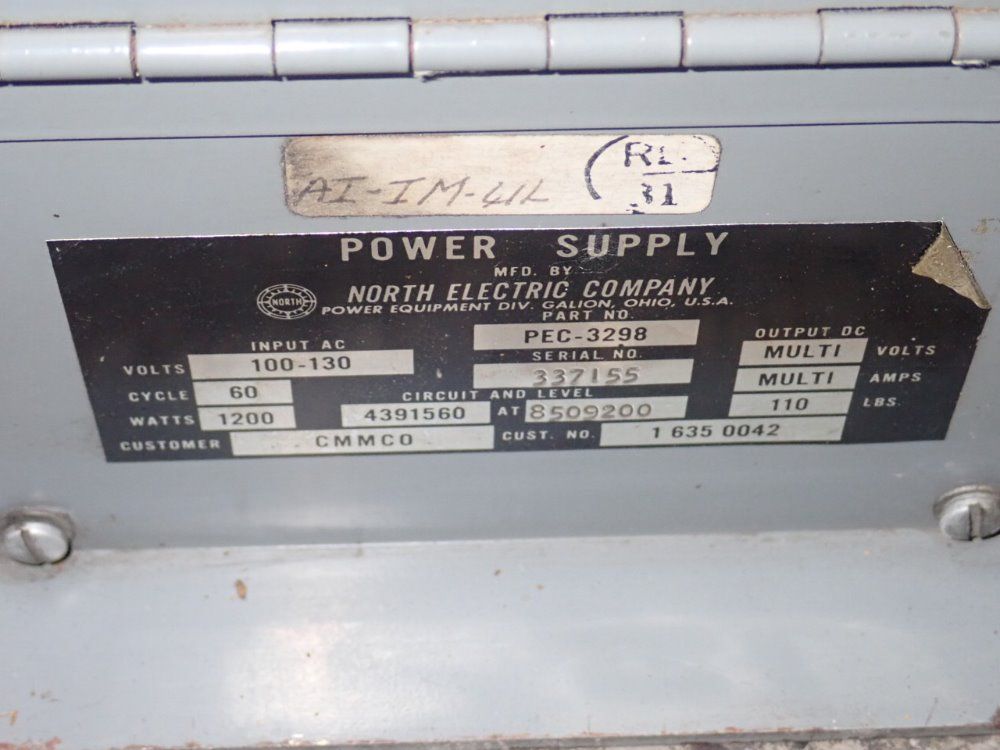 AI-IM-41L
31
POWER SUPPLY
MFD. BY
NORTH
NORTH ELECTRIC COMPANY
POWER EQUIPMENT DIV. GALION, OHIO, U.S.A.
PART NO.
PEC-3298
SERIAL NO.
337155
INPUT AC
VOLTS 100-130
CYCLE 60
WATTS 1200
CIRCUIT AND LEVEL
4391560 AT 8509200
OUTPUT DC
MULTI VOLTS
MULTI AMPS
110 LBS.
CUSTOMER CMMCO CUST. NO. 1 635 0042